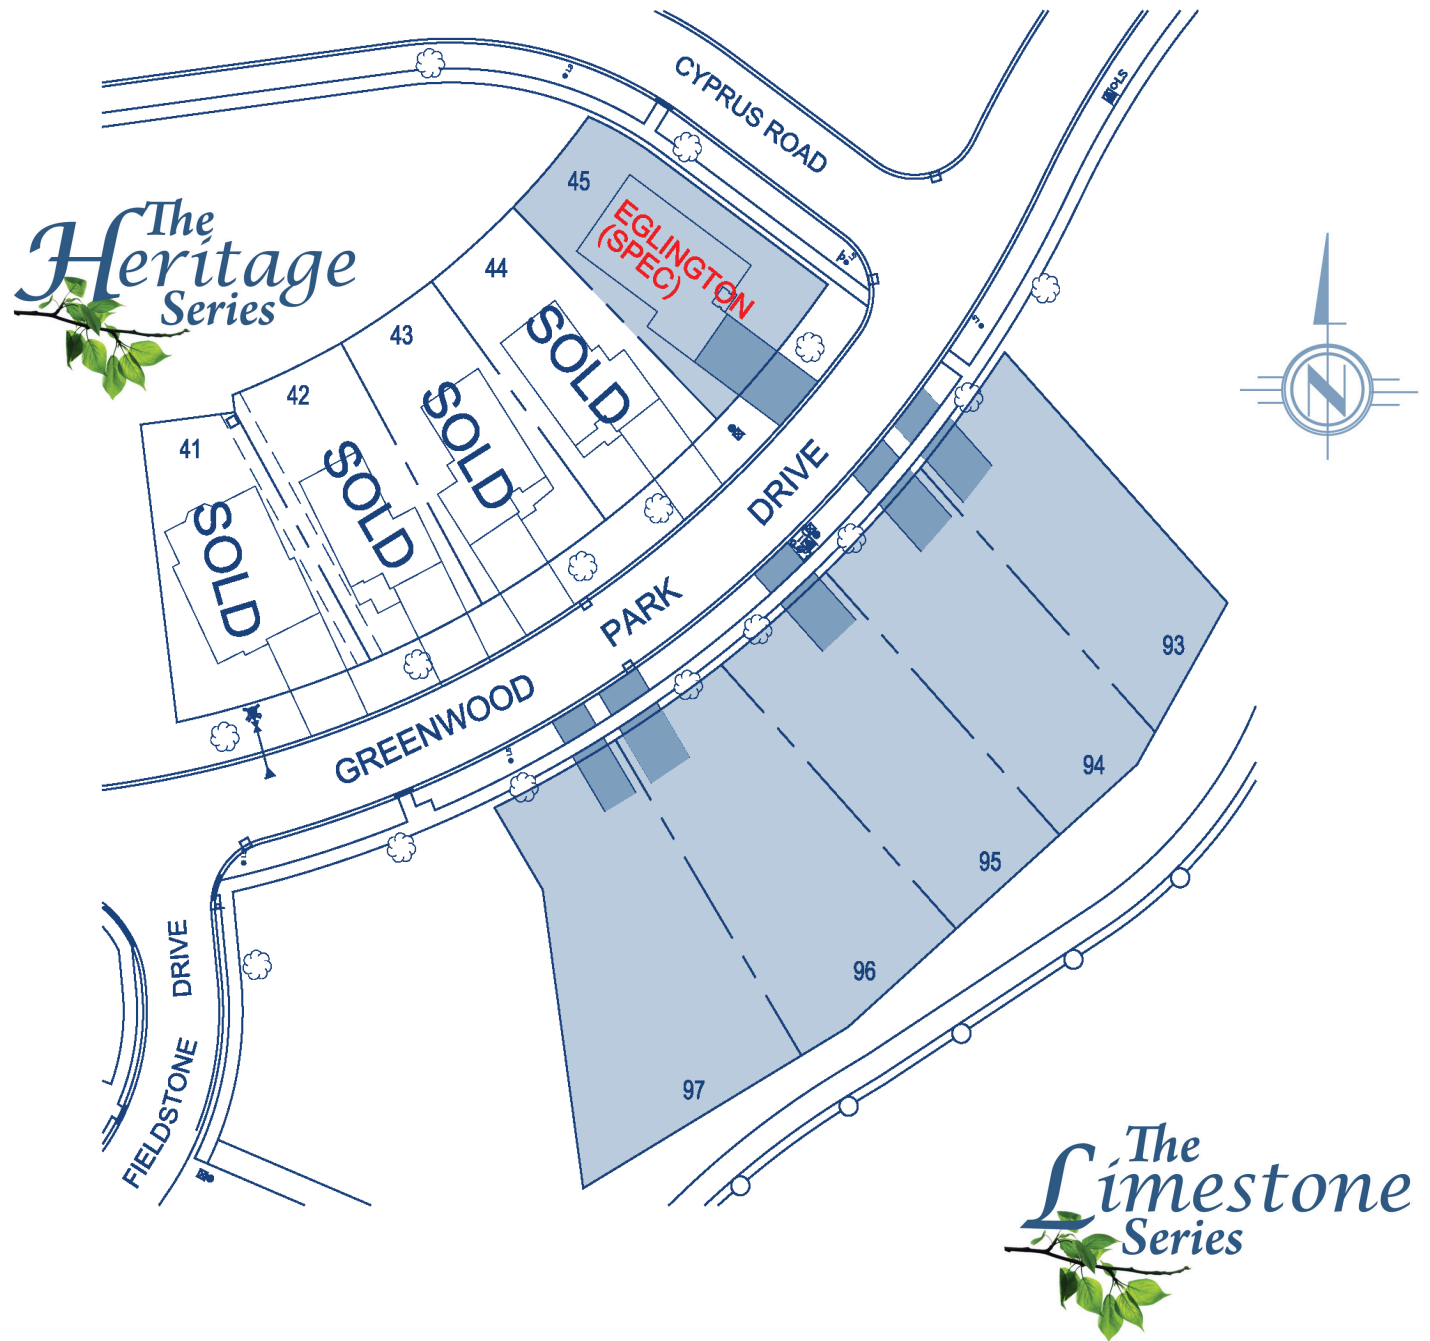 CYPRUS ROAD
45
EGLINGTON
(SPEC)
The
Heritage
Series
44
SOLD
43
SOLD
42
SOLD
41
SOLD
N
GREENWOOD PARK DRIVE
93
94
95
96
97
FIELDSTONE DRIVE
The
Limestone
Series